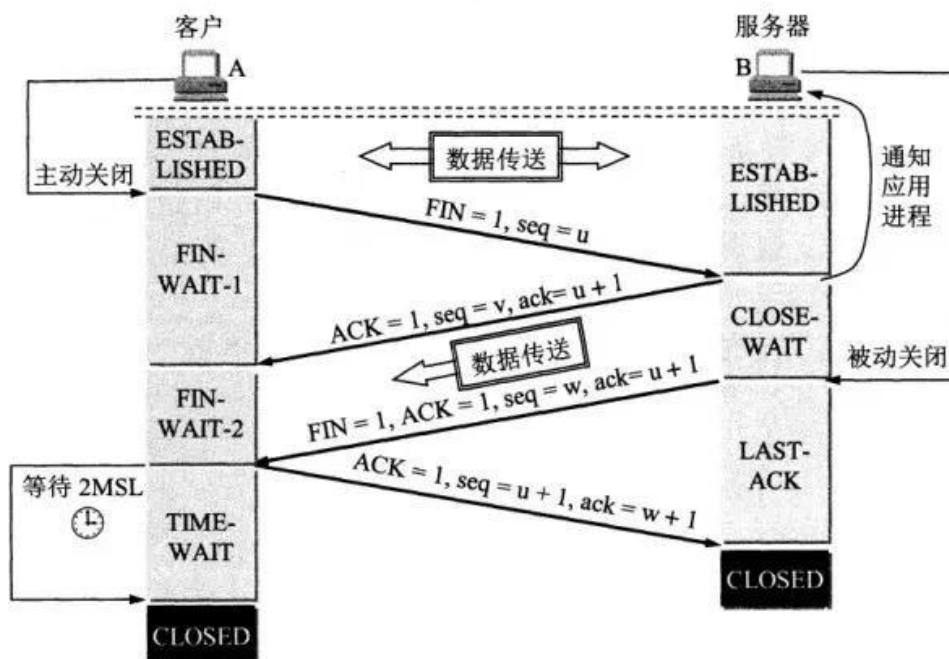 客户
服务器
A
B
ESTAB-
LISHED
数据传送
主动关闭
ESTAB-
LISHED
通知
应用
进程
FIN = 1, seq = u
FIN-
WAIT-1
ACK = 1, seq = v, ack= u + 1
CLOSE-
WAIT
数据传送
被动关闭
FIN-
WAIT-2
FIN = 1, ACK = 1, seq = w, ack= u + 1
LAST-
ACK
等待 2MSL
ACK = 1, seq = u + 1, ack = w + 1
TIME-
WAIT
CLOSED
CLOSED